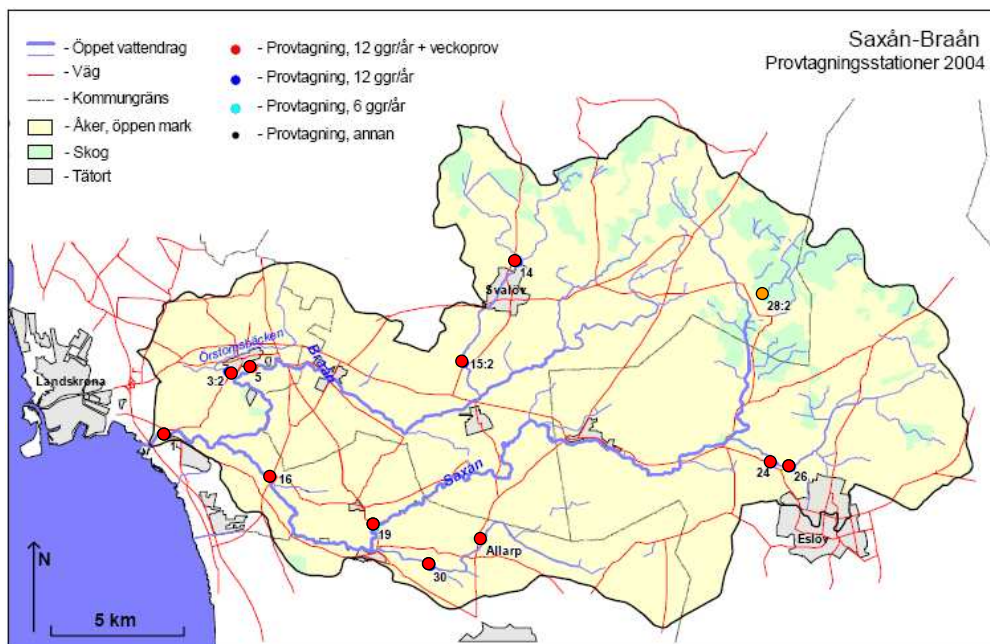 Saxån-Braån
Provtagningsstationer 2004
- Öppet vattendrag
- Väg
- Kommungräns
- Åker, öppen mark
- Skog
- Tätort
- Provtagning, 12 ggr/år + veckoprov
- Provtagning, 12 ggr/år
- Provtagning, 6 ggr/år
- Provtagning, annan
14
Svalöv
28:2
Örstorpsbäcken
Braån
15:2
5
3:2
Landskrona
1
16
Saxån
24
26
19
Allarp
Eslöv
30
N
5 km